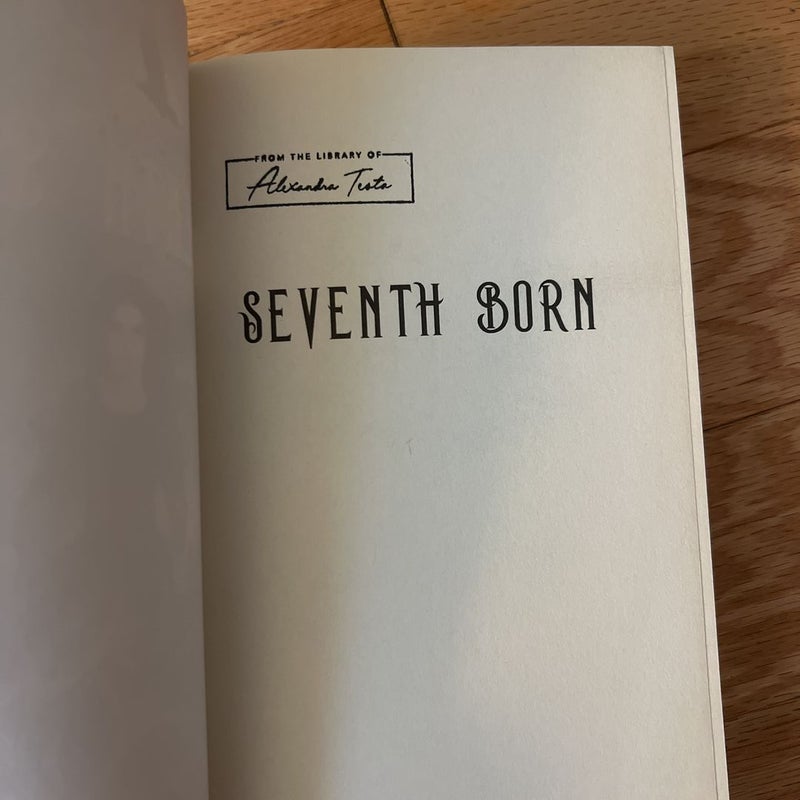 FROM THE LIBRARY OF
Alexandra Testa
SEVENTH BORN